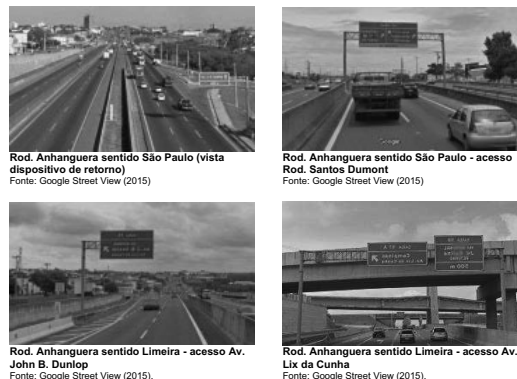 Rod. Anhanguera sentido São Paulo (vista
dispositivo de retorno)
Fonte: Google Street View (2015)
Google
Rod. Anhanguera sentido São Paulo - acesso
Rod. Santos Dumont
Fonte: Google Street View (2015)
Rod. Anhanguera sentido Limeira - acesso Av.
John B. Dunlop
Fonte: Google Street View (2015).
Rod. Anhanguera sentido Limeira - acesso Av.
Lix da Cunha
Fonte: Google Street View (2015).